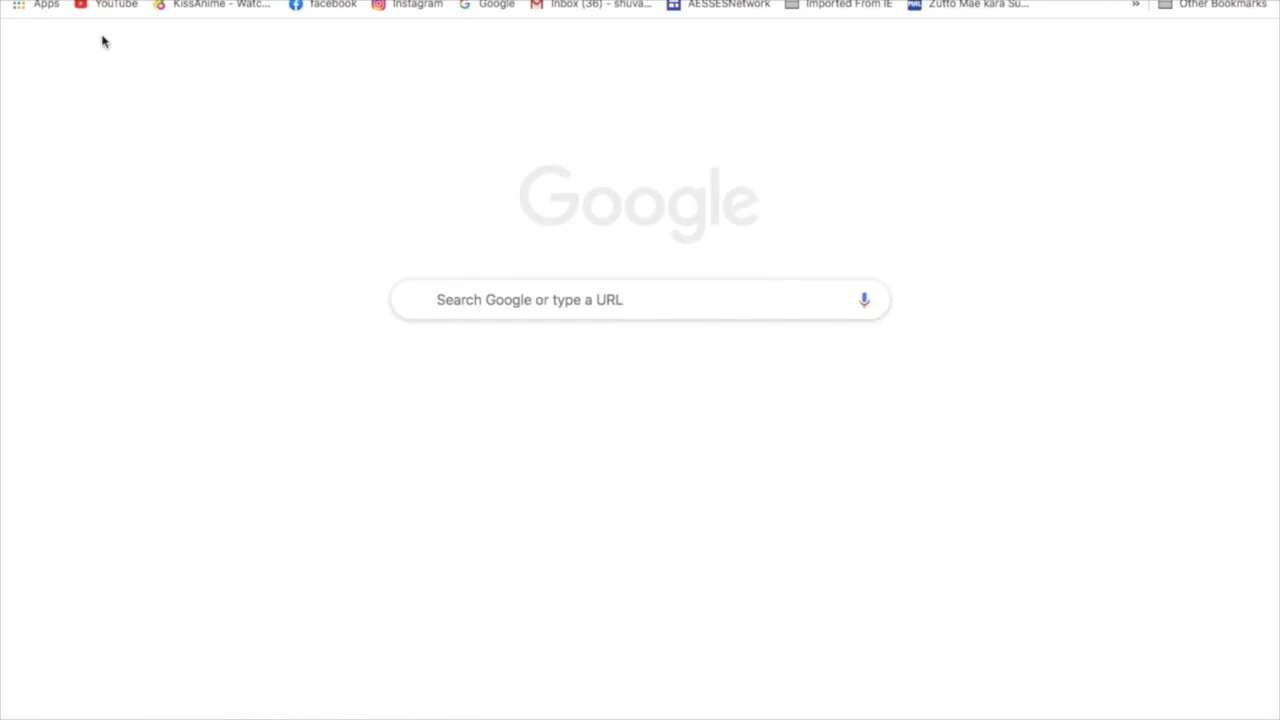 Apps YouTube KissAnime - Watc... facebook Instagram Google Inbox (36) - shuva... AESSESNetwork Imported From IE Zutto Mae kara Su... » Other Bookmarks
Google
Search Google or type a URL